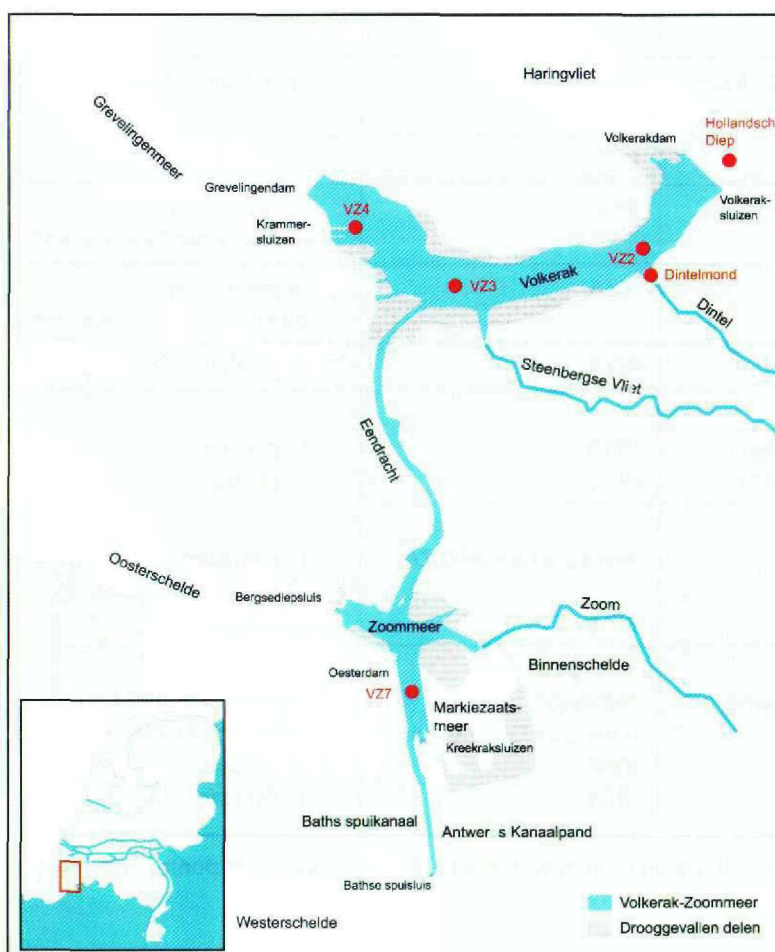 Haringvliet
Grevelingenmeer
Hollandsch
Diep
Volkerakdam
Grevelingendam
Volkerak-
sluizen
VZ4
Krammer-
sluizen
VZ2
Dintelmond
Volkerak
VZ3
Dintel
Steenbergse Vliet
Eendracht
Oosterschelde
Bergsediepsluis
Zoom
Zoommeer
Binnenschelde
Oesterdam
VZ7
Markiezaats-
meer
Kreekraksluizen
Baths spuikanaal
Antwer s Kanaalpand
Bathse spuisluis
Volkerak-Zoommeer
Westerschelde
Drooggevallen delen